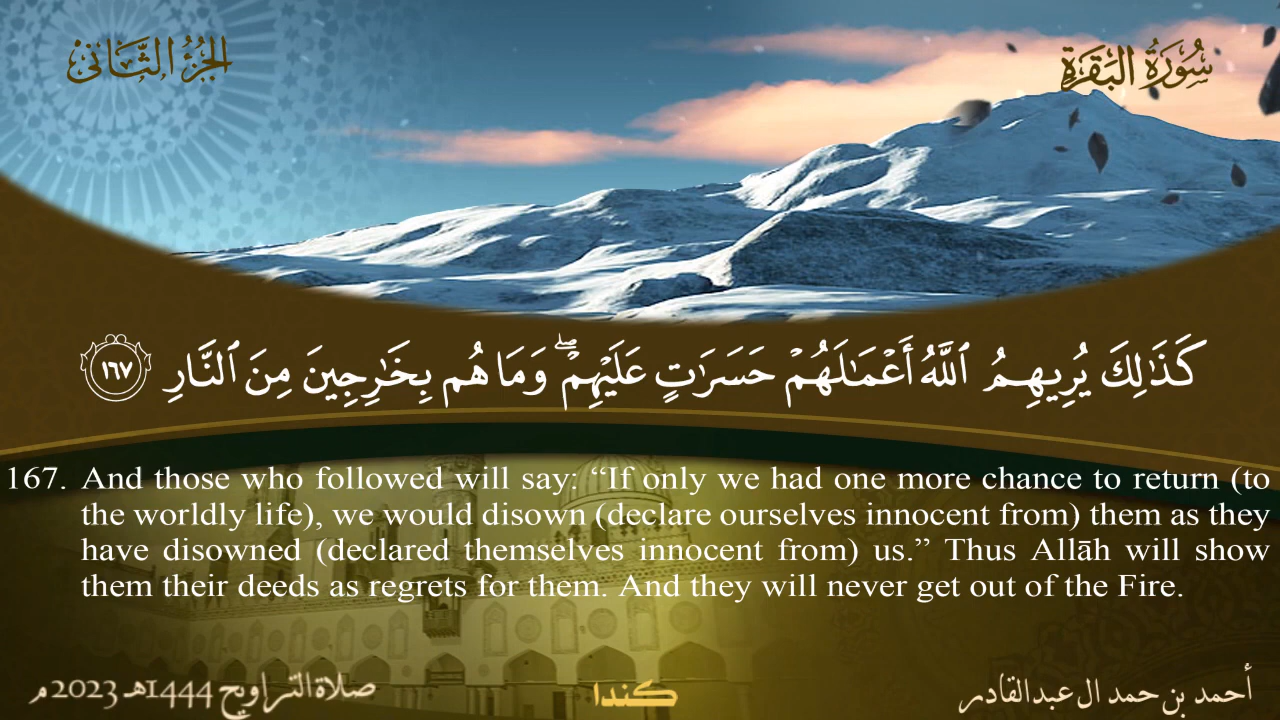 سُورَةُ البَقَرَةِ
الجُزْءُ الثَّانِىْ
كَذَٰلِكَ يُرِيهِمُ ٱللَّهُ أَعْمَٰلَهُمْ حَسَرَٰتٍ عَلَيْهِمْ ۖ وَمَا هُم بِخَٰرِجِينَ مِنَ ٱلنَّارِ ١٦٧
167. And those who followed will say: “If only we had one more chance to return (to
the worldly life), we would disown (declare ourselves innocent from) them as they
have disowned (declared themselves innocent from) us.” Thus Allāh will show
them their deeds as regrets for them. And they will never get out of the Fire.
أحمد بن حمد ال عبدالقادر
كندا
صلاة التراويح 1444هـ 2023م